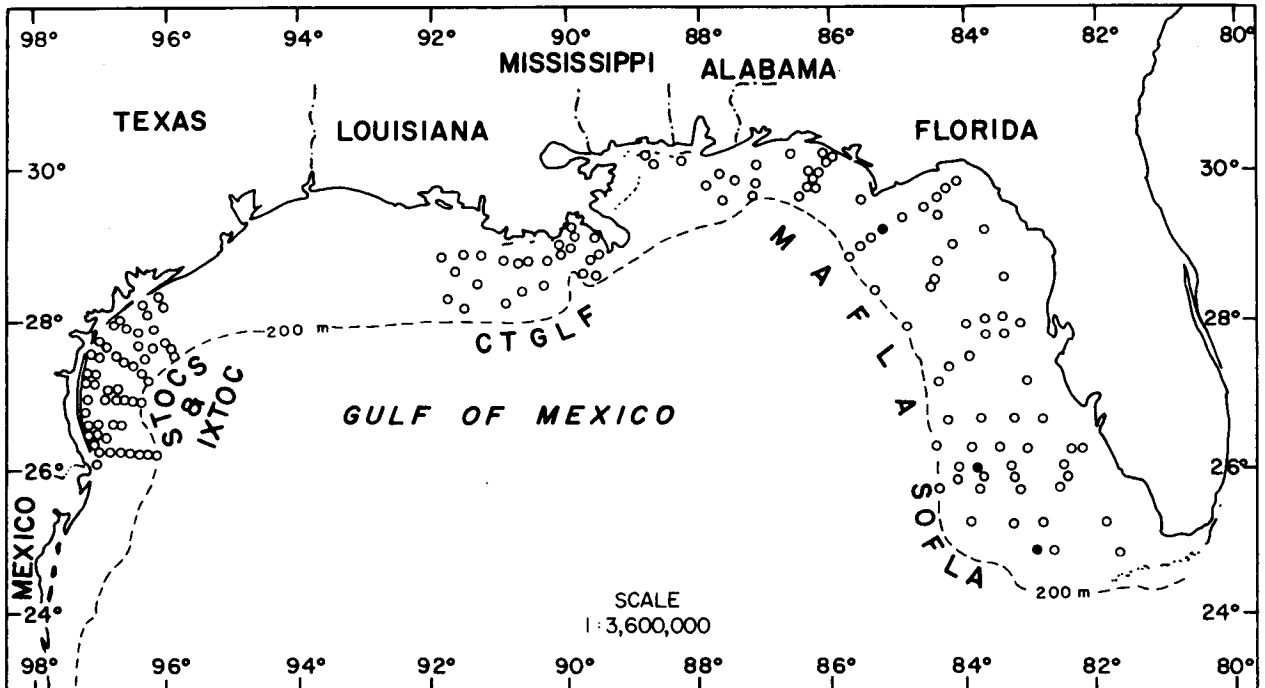 98° 96° 94° 92° 90° 88° 86° 84° 82° 80°
MISSISSIPPI
ALABAMA
TEXAS
LOUISIANA
FLORIDA
30° 30°
28° 28°
200 m
CTGLF
MAFLA
STOCS
&
IXTOC
GULF OF MEXICO
26° 26°
SOFLA
MEXICO
200 m
SCALE
1:3,600,000
24° 24°
98° 96° 94° 92° 90° 88° 86° 84° 82° 80°